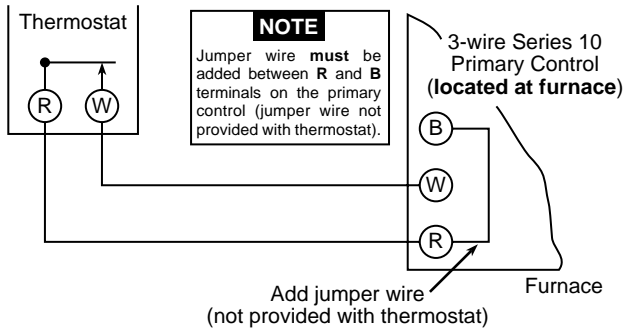 Thermostat
R
W
NOTE
Jumper wire must be
added between R and B
terminals on the primary
control (jumper wire not
provided with thermostat).
3-wire Series 10
Primary Control
(located at furnace)
B
W
R
Add jumper wire
(not provided with thermostat)
Furnace